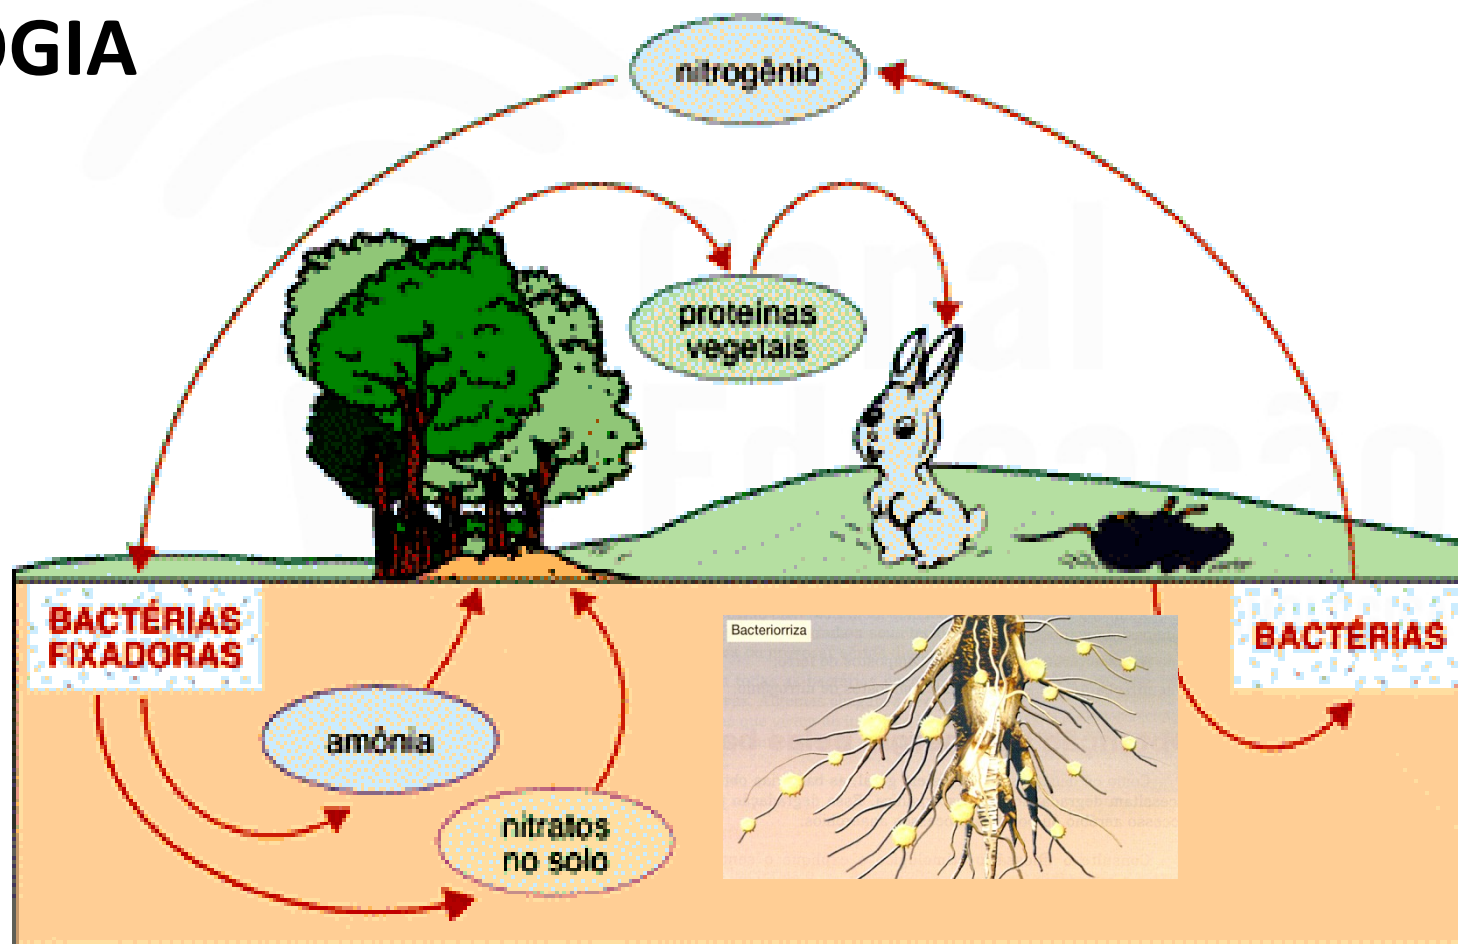 OGIA
nitrogênio
proteínas
vegetais
BACTÉRIAS
FIXADORAS
amônia
nitratos
no solo
Bacteriorriza
BACTÉRIAS